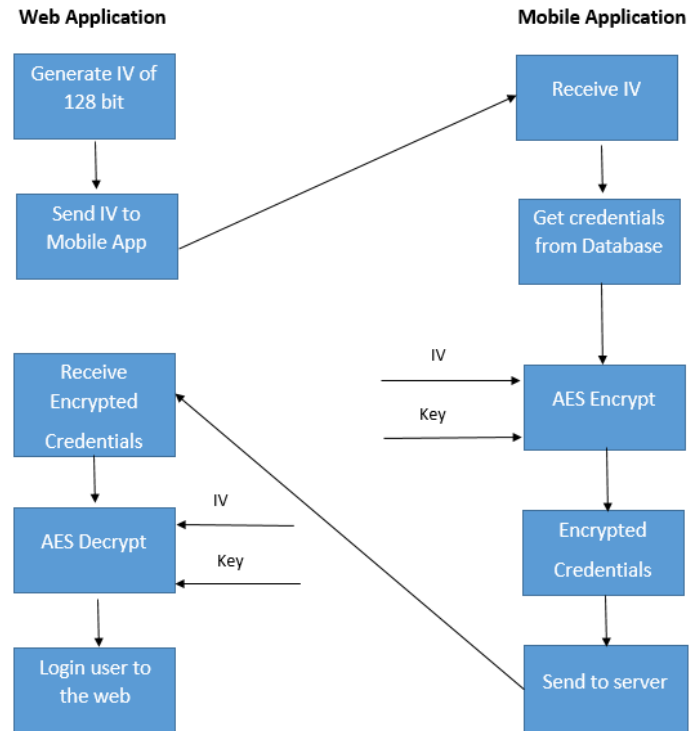 Web Application
Mobile Application
Generate IV of
128 bit
Receive IV
Send IV to
Mobile App
Get credentials
from Database
Receive
Encrypted
Credentials
IV
Key
AES Encrypt
AES Decrypt
IV
Key
Encrypted
Credentials
Login user to
the web
Send to server